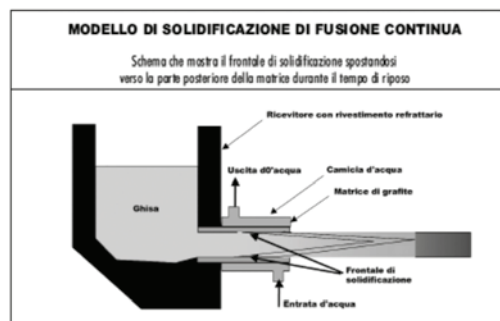 MODELLO DI SOLIDIFICAZIONE DI FUSIONE CONTINUA
Schema che mostra il frontale di solidificazione spostandosi
verso la parte posteriore della matrice durante il tempo di riposo
Ricevitore con rivestimento refrattario
Uscita d0'acqua
Camicia d'acqua
Matrice di grafite
Ghisa
Frontale di
solidificazione
Entrata d'acqua